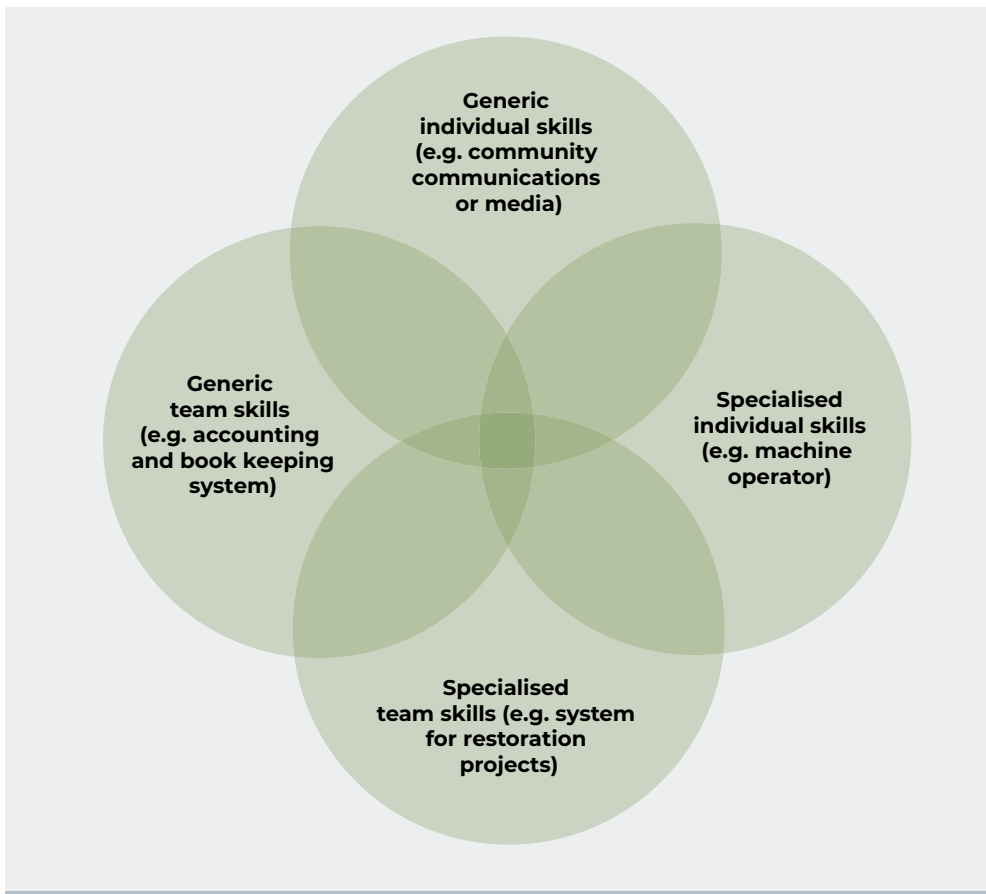 Generic
individual skills
(e.g. community
communications
or media)
Generic
team skills
(e.g. accounting
and book keeping
system)
Specialised
individual skills
(e.g. machine
operator)
Specialised
team skills (e.g. system
for restoration
projects)